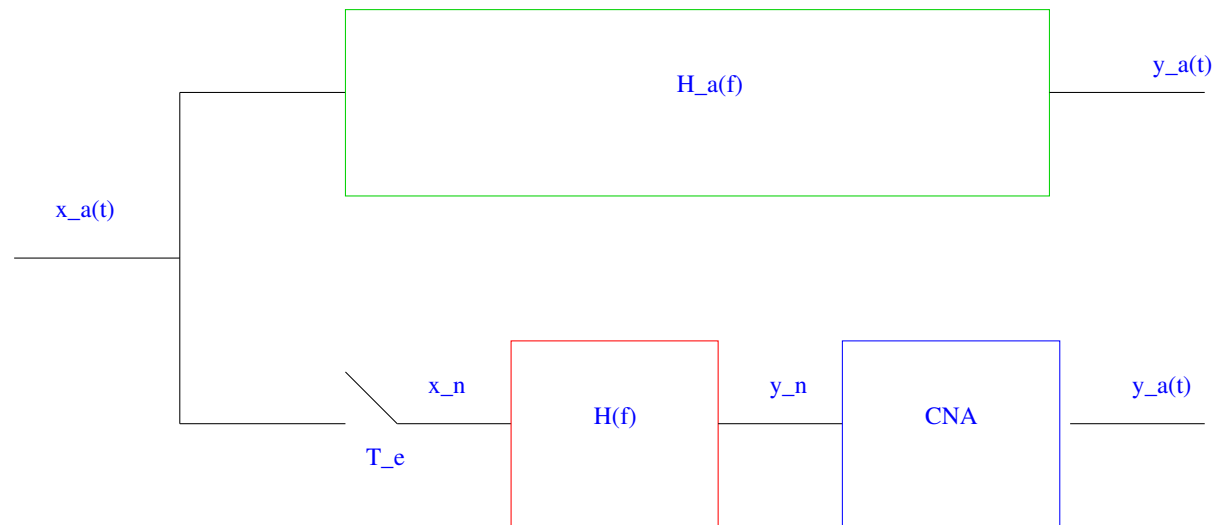 H_a(f)
y_a(t)
x_a(t)
x_n
H(f)
y_n
CNA
y_a(t)
T_e